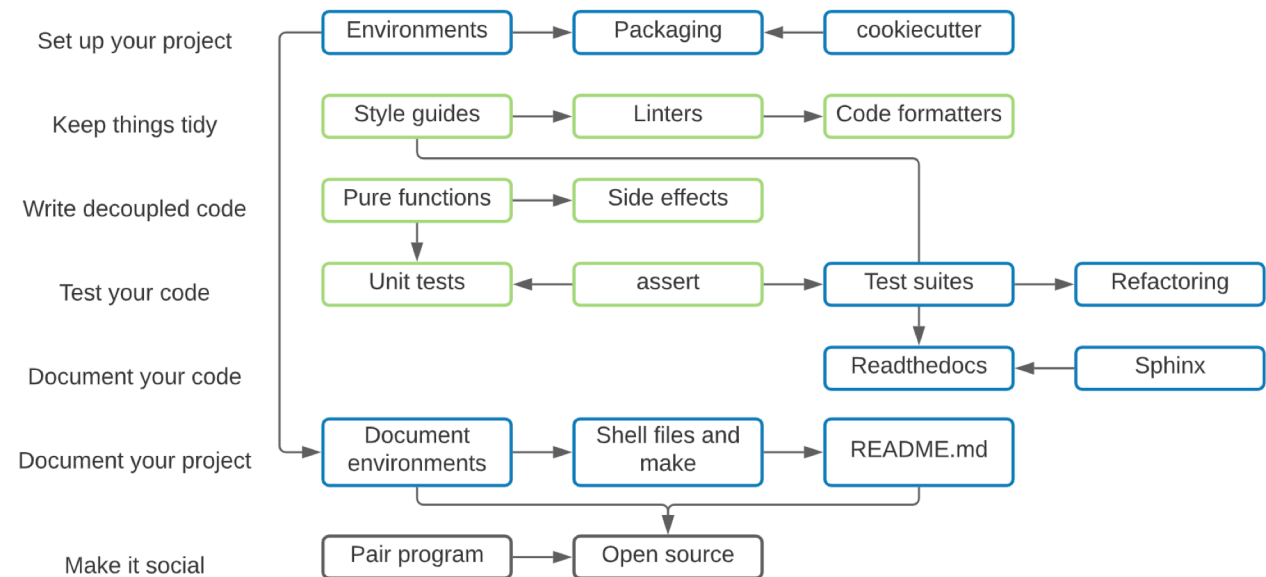 Set up your project
Environments
Packaging
cookiecutter
Keep things tidy
Style guides
Linters
Code formatters
Write decoupled code
Pure functions
Side effects
Test your code
Unit tests
assert
Test suites
Refactoring
Document your code
Readthedocs
Sphinx
Document your project
Document
environments
Shell files and
make
README.md
Make it social
Pair program
Open source